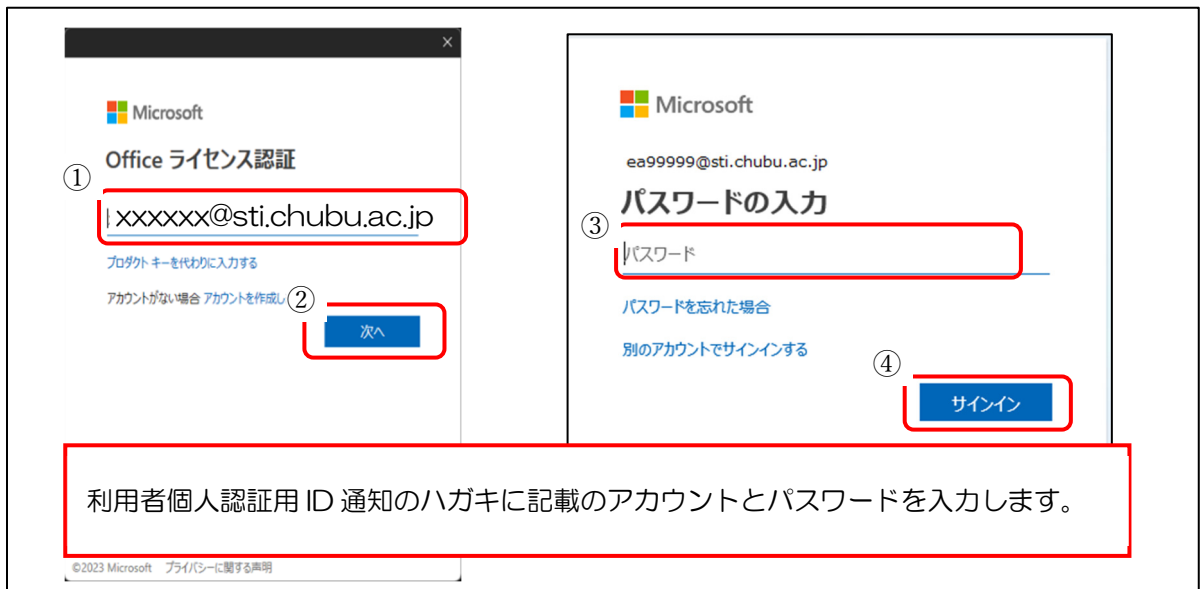 ×
Microsoft
Office ライセンス認証
①
xxxxxx@sti.chubu.ac.jp
プロダクト キーを代わりに入力する
アカウントがない場合 アカウントを作成し
②
次へ
Microsoft
ea99999@sti.chubu.ac.jp
パスワードの入力
③
パスワード
パスワードを忘れた場合
別のアカウントでサインインする
④
サインイン
利用者個人認証用 ID 通知のハガキに記載のアカウントとパスワードを入力します。
©2023 Microsoft プライバシーに関する声明